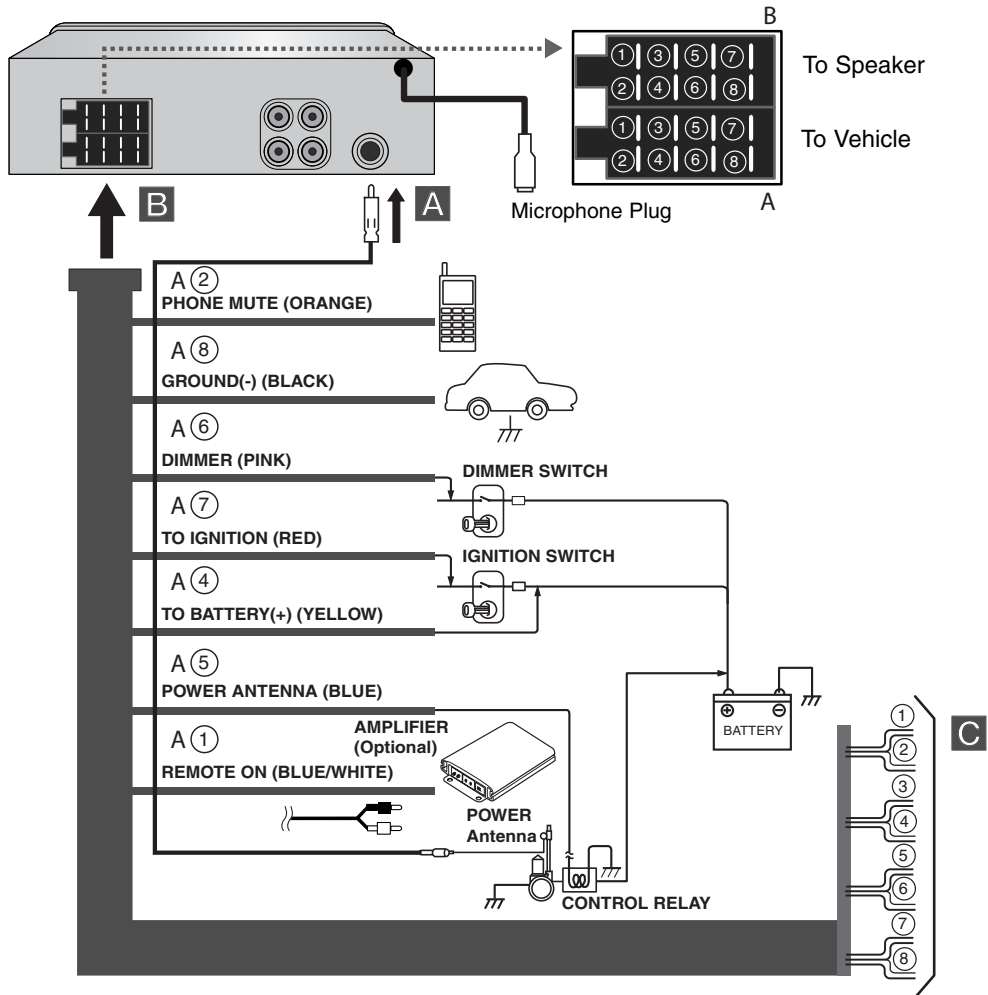 B
① ③ ⑤ ⑦
To Speaker
② ④ ⑥ ⑧
① ③ ⑤ ⑦
To Vehicle
② ④ ⑥ ⑧
A
B
A
Microphone Plug
A ②
PHONE MUTE (ORANGE)
A ⑧
GROUND(-) (BLACK)
A ⑥
DIMMER (PINK)
DIMMER SWITCH
A ⑦
TO IGNITION (RED)
IGNITION SWITCH
A ④
TO BATTERY(+) (YELLOW)
A ⑤
POWER ANTENNA (BLUE)
BATTERY
A ①
AMPLIFIER
(Optional)
REMOTE ON (BLUE/WHITE)
POWER
Antenna
CONTROL RELAY
C
①
②
③
④
⑤
⑥
⑦
⑧